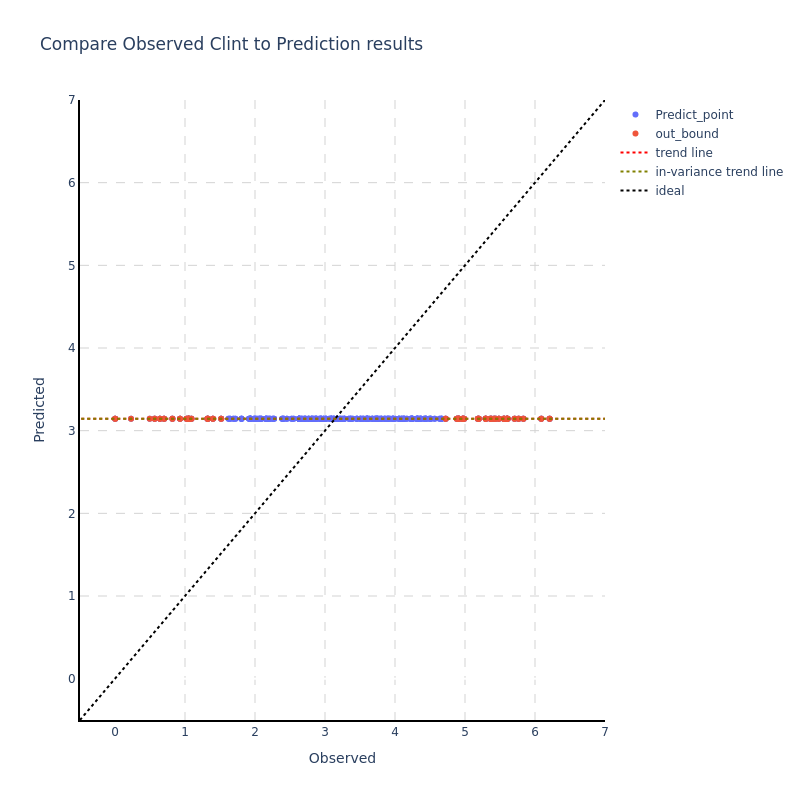 Compare Observed Clint to Prediction results
7
6
5
4
3
2
1
0
Predicted
0 1 2 3 4 5 6 7
Observed
Predict_point
out_bound
trend line
in-variance trend line
ideal